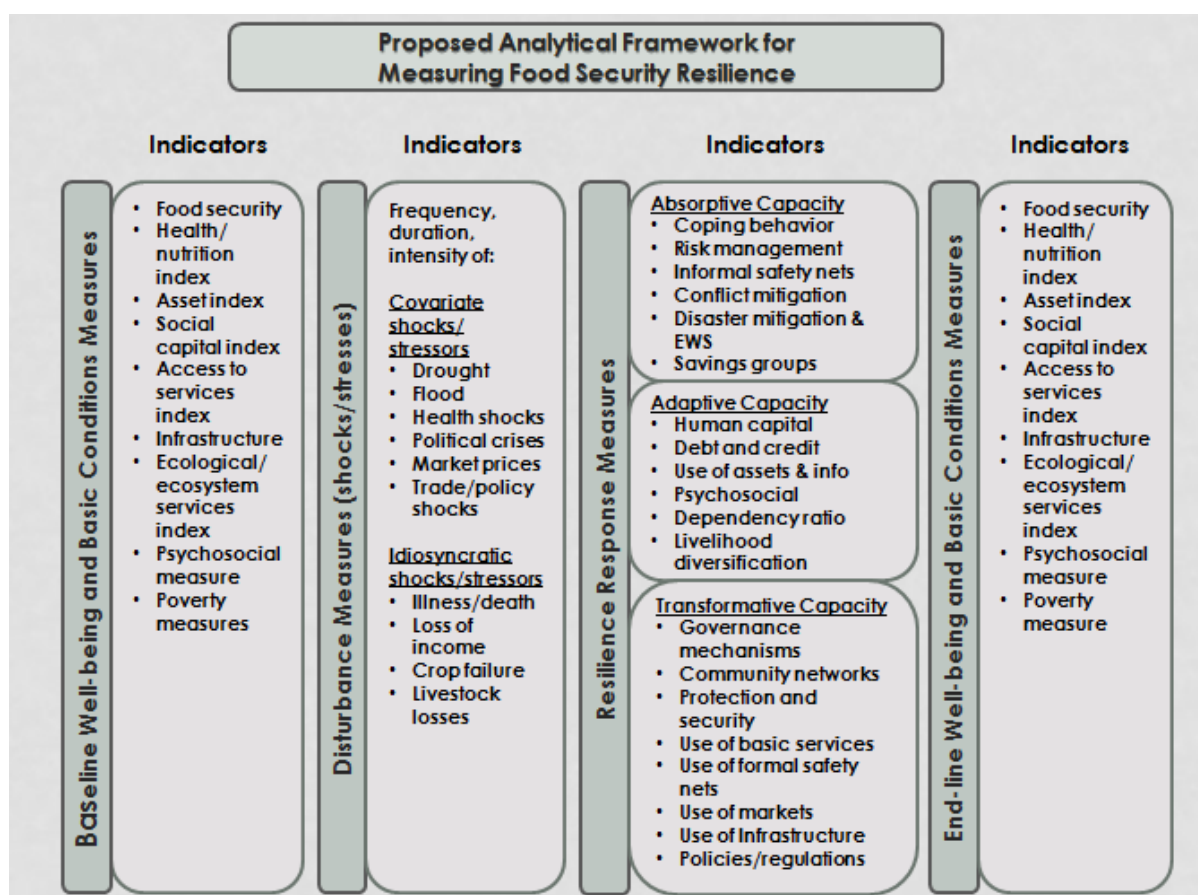 Proposed Analytical Framework for
Measuring Food Security Resilience
Indicators
Baseline Well-being and Basic Conditions Measures
• Food security
• Health/
nutrition
index
• Asset index
• Social
capital index
• Access to
services
index
• Infrastructure
• Ecological/
ecosystem
services
index
• Psychosocial
measure
• Poverty
measures
Indicators
Disturbance Measures (shocks/stresses)
Frequency,
duration,
intensity of:
Covariate
shocks/
stressors
• Drought
• Flood
• Health shocks
• Political crises
• Market prices
• Trade/policy
shocks
Idiosyncratic
shocks/stressors
• Illness/death
• Loss of
income
• Crop failure
• Livestock
losses
Indicators
Resilience Response Measures
Absorptive Capacity
• Coping behavior
• Risk management
• Informal safety nets
• Conflict mitigation
• Disaster mitigation &
EWS
• Savings groups
Adaptive Capacity
• Human capital
• Debt and credit
• Use of assets & info
• Psychosocial
• Dependency ratio
• Livelihood
diversification
Transformative Capacity
• Governance
mechanisms
• Community networks
• Protection and
security
• Use of basic services
• Use of formal safety
nets
• Use of markets
• Use of Infrastructure
• Policies/regulations
Indicators
End-line Well-being and Basic Conditions Measures
• Food security
• Health/
nutrition
index
• Asset index
• Social
capital index
• Access to
services
index
• Infrastructure
• Ecological/
ecosystem
services
index
• Psychosocial
measure
• Poverty
measure